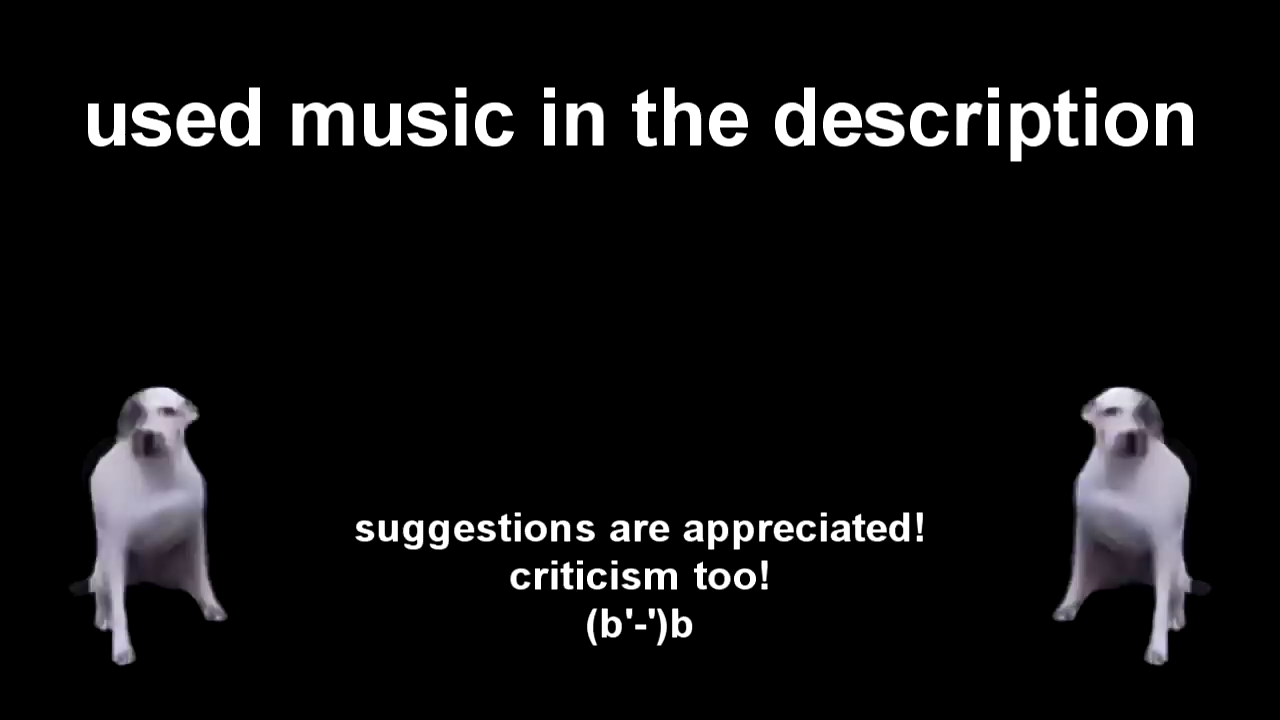 used music in the description
suggestions are appreciated!
criticism too!
(b'-')b